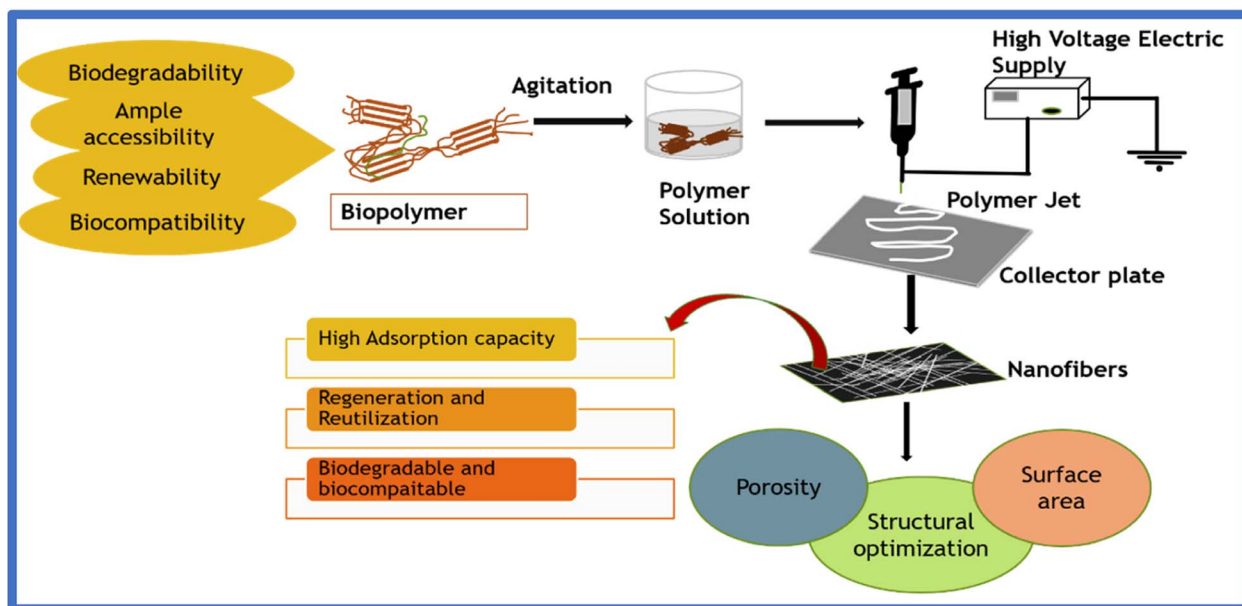 Biodegradability
Ample
accessibility
Renewability
Biocompatibility
Biopolymer
Agitation
Polymer
Solution
High Voltage Electric
Supply
Polymer Jet
Collector plate
Nanofibers
High Adsorption capacity
Regeneration and
Reutilization
Biodegradable and
biocompaitable
Porosity
Structural
optimization
Surface
area